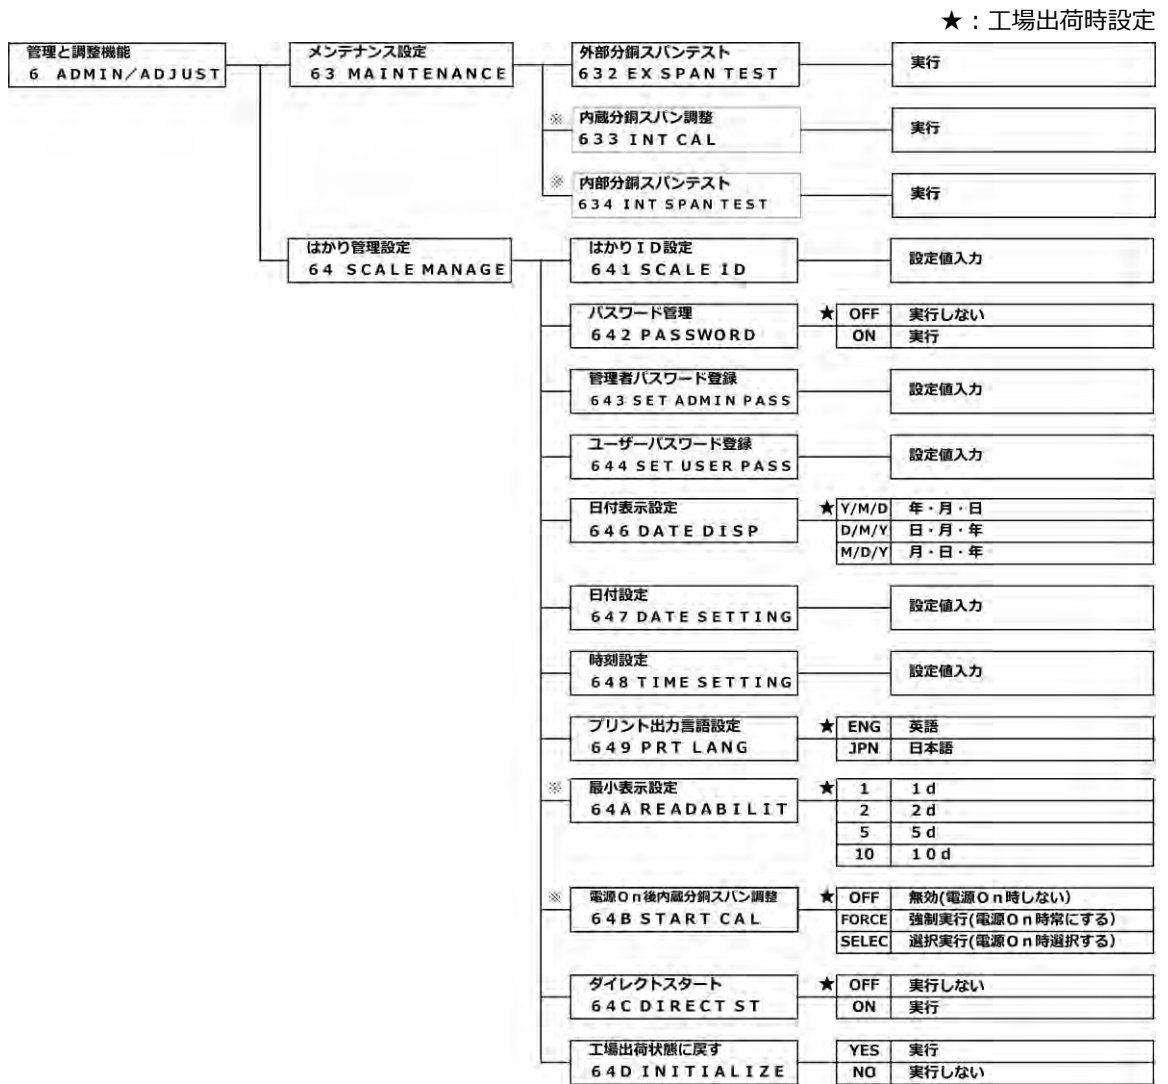 ★：工場出荷時設定
管理と調整機能
6 ADMIN/ADJUST
メンテナンス設定
63 MAINTENANCE
外部分銅スパンテスト
632 EX SPAN TEST
実行
※ 内蔵分銅スパン調整
633 INT CAL
実行
※ 内部分銅スパンテスト
634 INT SPAN TEST
実行
はかり管理設定
64 SCALE MANAGE
はかりＩＤ設定
641 SCALE ID
設定値入力
パスワード管理
642 PASSWORD
★ OFF 実行しない
ON 実行
管理者パスワード登録
643 SET ADMIN PASS
設定値入力
ユーザーパスワード登録
644 SET USER PASS
設定値入力
日付表示設定
646 DATE DISP
★ Y/M/D 年・月・日
D/M/Y 日・月・年
M/D/Y 月・日・年
日付設定
647 DATE SETTING
設定値入力
時刻設定
648 TIME SETTING
設定値入力
プリント出力言語設定
649 PRT LANG
★ ENG 英語
JPN 日本語
※ 最小表示設定
64A READABILIT
★ 1 1d
2 2d
5 5d
10 10d
※ 電源Ｏｎ後内蔵分銅スパン調整
64B START CAL
★ OFF 無効(電源Ｏｎ時しない)
FORCE 強制実行(電源Ｏｎ時常にする)
SELEC 選択実行(電源Ｏｎ時選択する)
ダイレクトスタート
64C DIRECT ST
★ OFF 実行しない
ON 実行
工場出荷状態に戻す
64D INITIALIZE
YES 実行
NO 実行しない